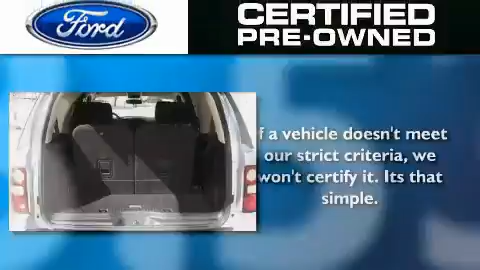 Ford
CERTIFIED
PRE-OWNED
f a vehicle doesn't meet
our strict criteria, we
won't certify it. Its that
simple.